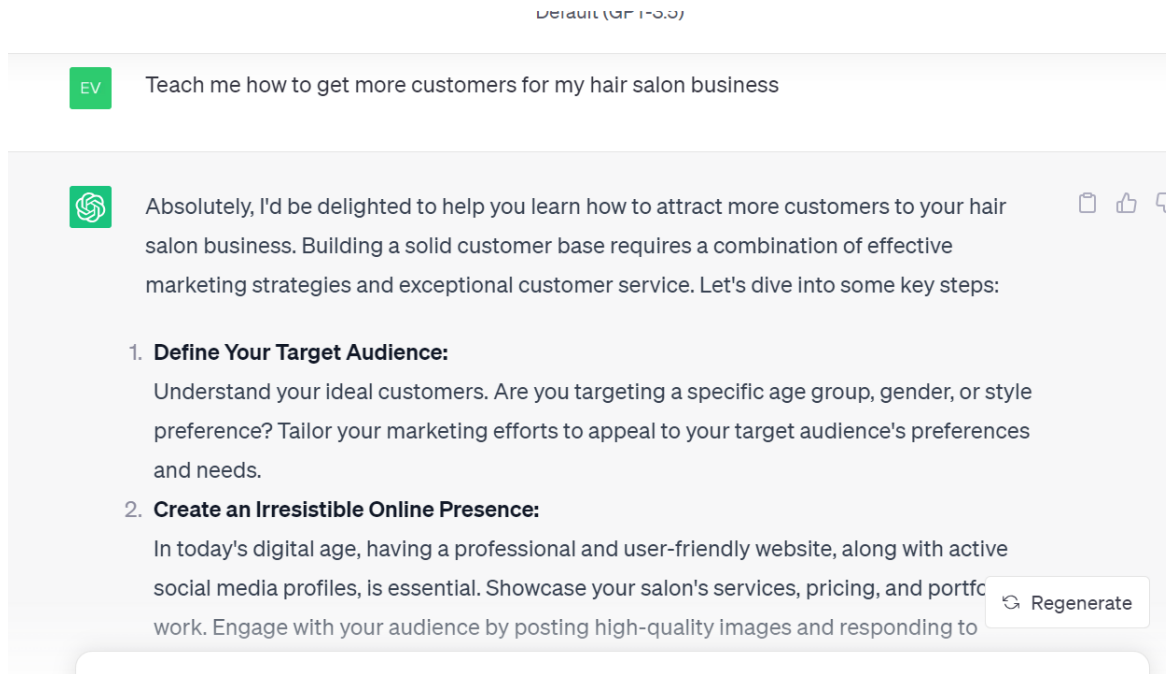 Default (GPT-3.5)
EV
Teach me how to get more customers for my hair salon business
Absolutely, I'd be delighted to help you learn how to attract more customers to your hair
salon business. Building a solid customer base requires a combination of effective
marketing strategies and exceptional customer service. Let's dive into some key steps:
1. Define Your Target Audience:
Understand your ideal customers. Are you targeting a specific age group, gender, or style
preference? Tailor your marketing efforts to appeal to your target audience's preferences
and needs.
2. Create an Irresistible Online Presence:
In today's digital age, having a professional and user-friendly website, along with active
social media profiles, is essential. Showcase your salon's services, pricing, and
Regenerate
work. Engage with your audience by posting high-quality images and responding to